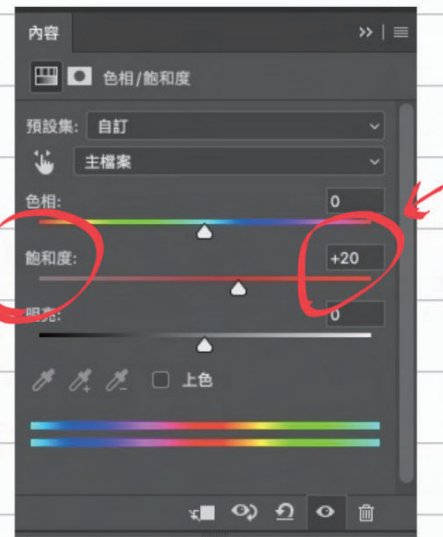 內容
色相/飽和度
預設集: 自訂
主檔案
色相: 0
飽和度: +20
明亮: 0
上色